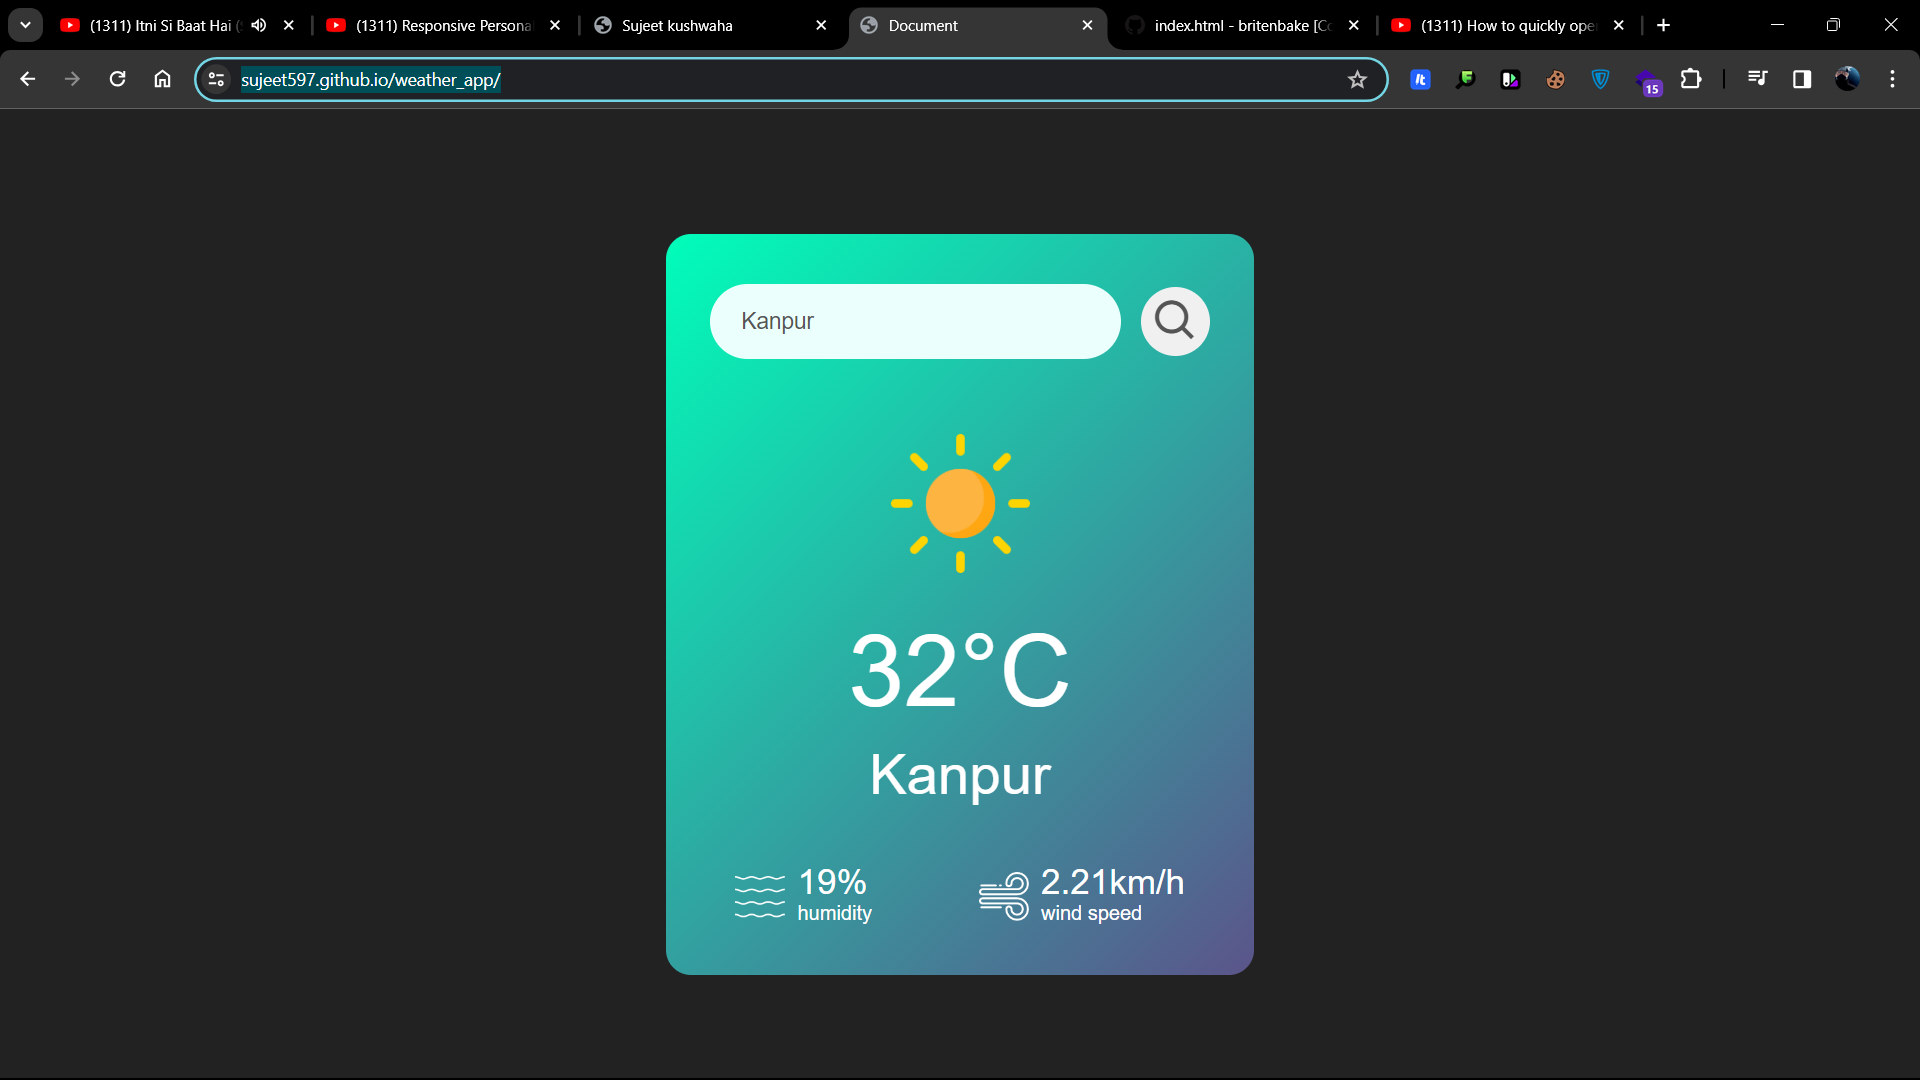 (1311) Itni Si Baat Hai
(1311) Responsive Persona
Sujeet kushwaha
Document
index.html - britenbake [Co
(1311) How to quickly ope
sujeet597.github.io/weather_app/
15
Kanpur
32°C
Kanpur
19%
humidity
2.21km/h
wind speed